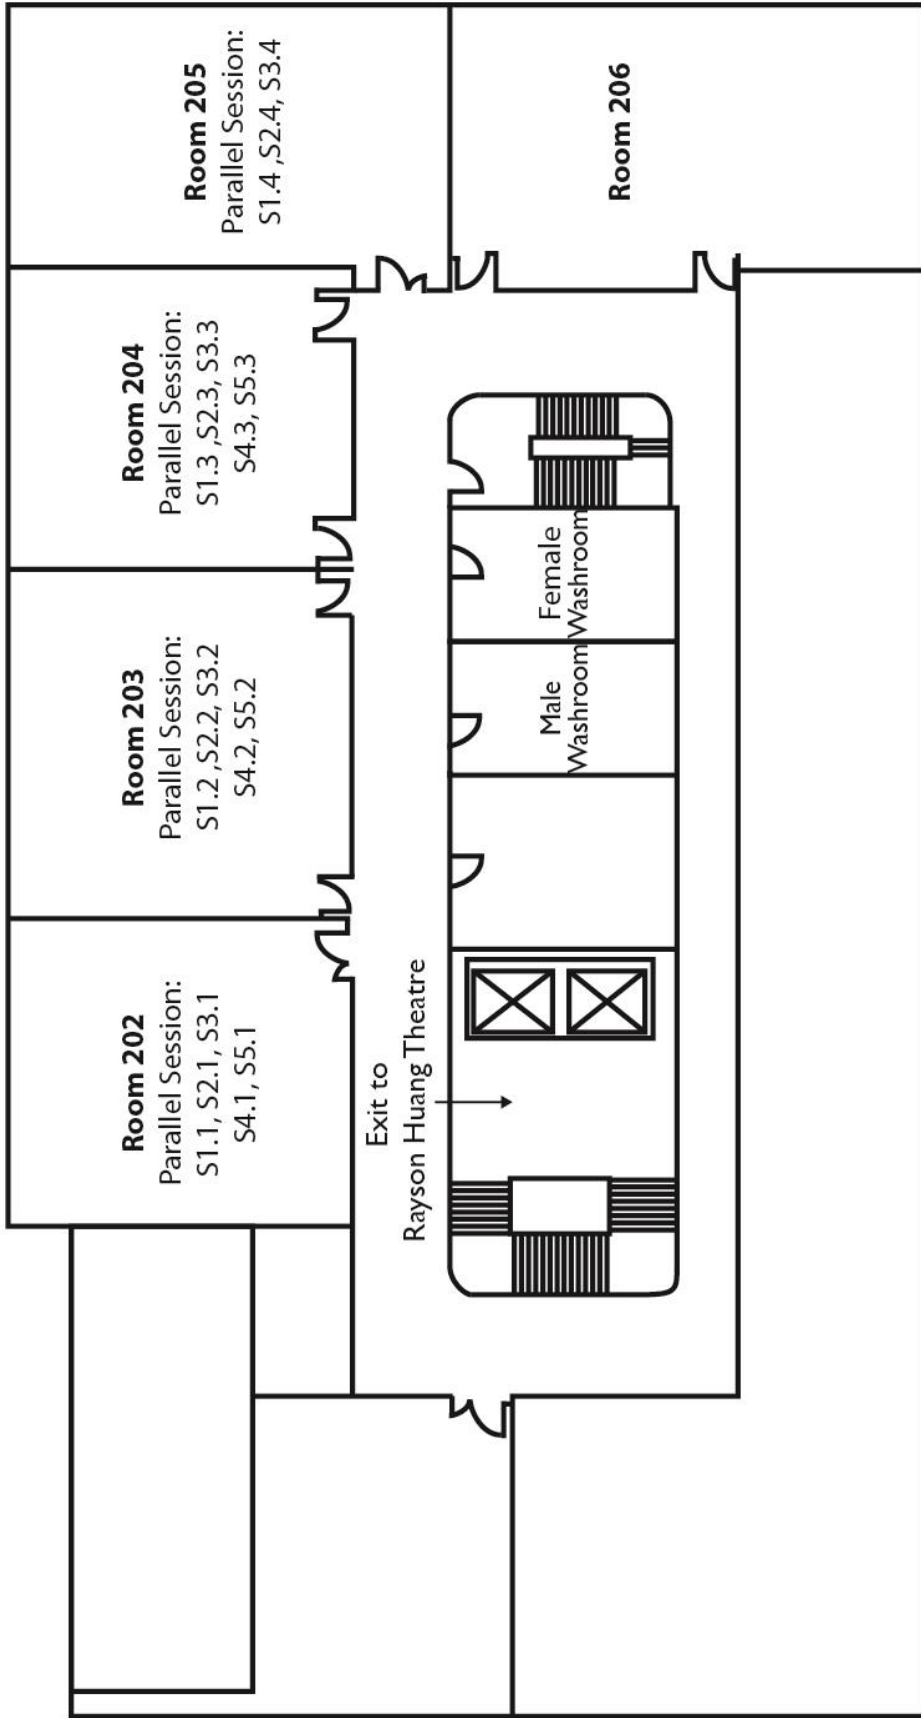 Room 202
Parallel Session:
S1.1, S2.1, S3.1
S4.1, S5.1
Room 203
Parallel Session:
S1.2 ,S2.2, S3.2
S4.2, S5.2
Room 204
Parallel Session:
S1.3 ,S2.3, S3.3
S4.3, S5.3
Room 205
Parallel Session:
S1.4 ,S2.4, S3.4
Exit to
Rayson Huang Theatre
Male
Washroom
Female
Washroom
Room 206